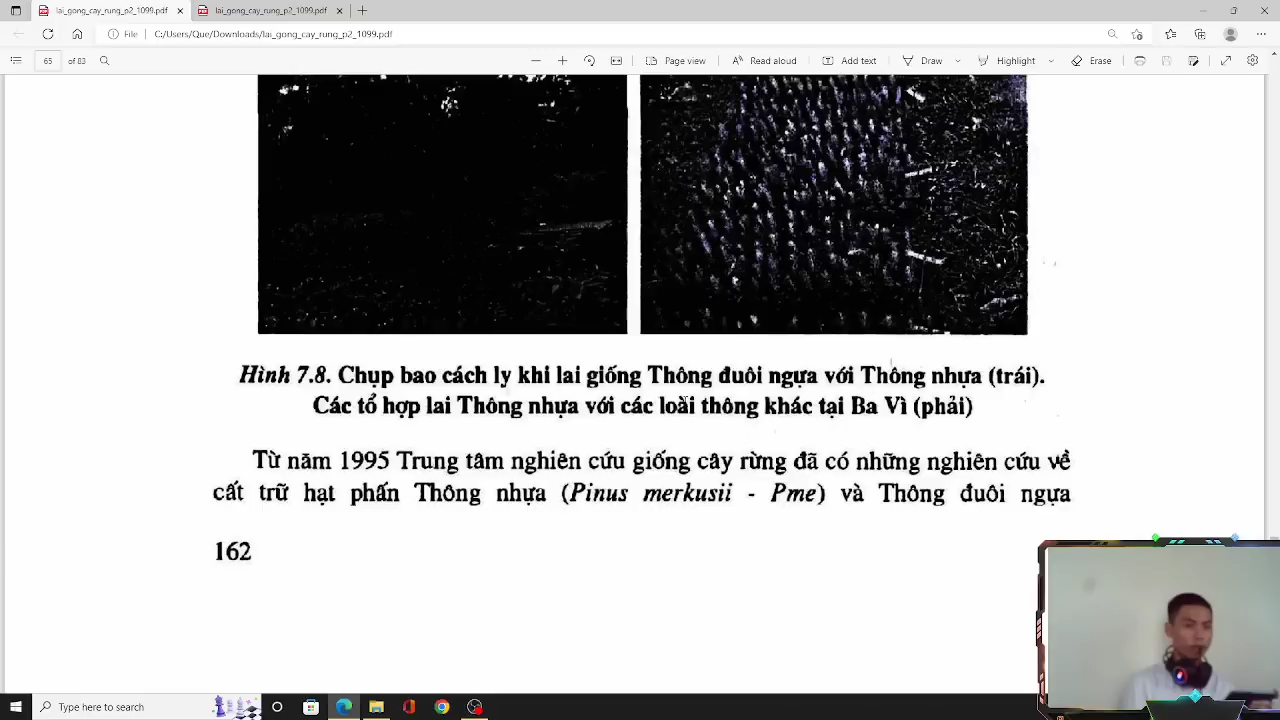 lai_gong_cay_rung_p2_1099.pdf
lai_gong_cay_rung_p2_1099.pdf
File
C:/Users/Que/Downloads/lai_gong_cay_rung_p2_1099.pdf
65 of 83
Page view
Read aloud
Add text
Draw
Highlight
Erase
Hình 7.8. Chụp bao cách ly khi lai giống Thông đuôi ngựa với Thông nhựa (trái).
Các tổ hợp lai Thông nhựa với các loài thông khác tại Ba Vì (phải)
Từ năm 1995 Trung tâm nghiên cứu giống cây rừng đã có những nghiên cứu về
cất trữ hạt phấn Thông nhựa (Pinus merkusii - Pme) và Thông đuôi ngựa
162
Type here to search